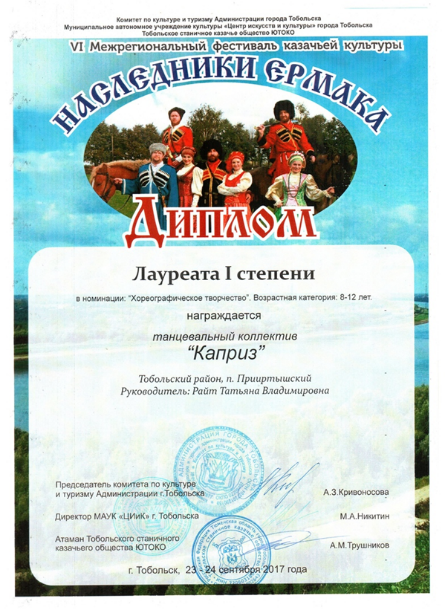 Комитет по культуре и туризму Администрации города Тобольска
Муниципальное автономное учреждение культуры «Центр искусств и культуры» города Тобольска
Тобольское станичное казачье общество ЮТОКО
VI Межрегиональный фестиваль казачьей культуры
НАСЛЕДНИКИ ЕРМАКА
ДИПЛОМ
Лауреата I степени
в номинации: "Хореографическое творчество". Возрастная категория: 8-12 лет.
награждается
танцевальный коллектив
"Каприз"
Тобольский район, п. Прииртышский
Руководитель: Райт Татьяна Владимировна
Председатель комитета по культуре
и туризму Администрации г.Тобольска
А.З.Кривоносова
Директор МАУК «ЦИиК» г. Тобольска
М.А.Никитин
Атаман Тобольского станичного
казачьего общества ЮТОКО
А.М.Трушников
г. Тобольск, 23 - 24 сентября 2017 года